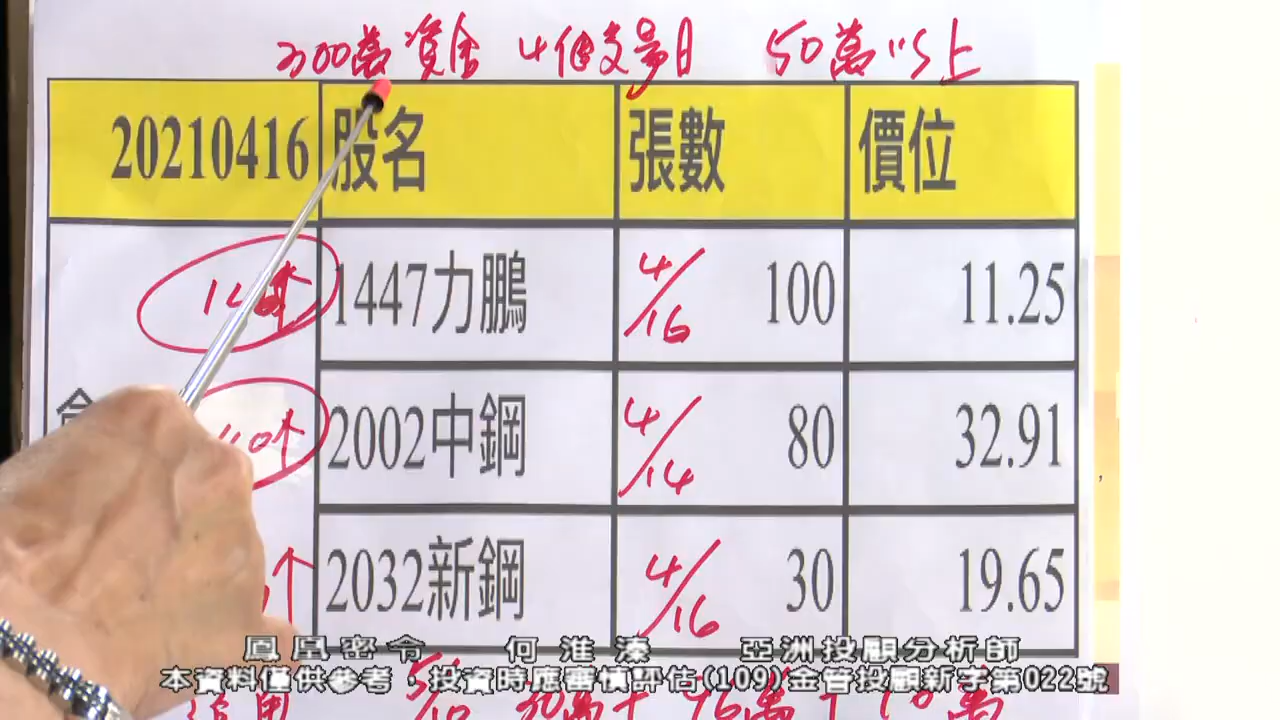 300萬資金 4個交易日 50萬以上
20210416 股名 張數 價位
1447力鵬 4/16 100 11.25
2002中鋼 4/14 80 32.91
2032新鋼 4/16 30 19.65
鳳凰密令 何淮溱 亞洲投顧分析師
本資料僅供參考，投資時應審慎評估(109)金管投顧新字第022號